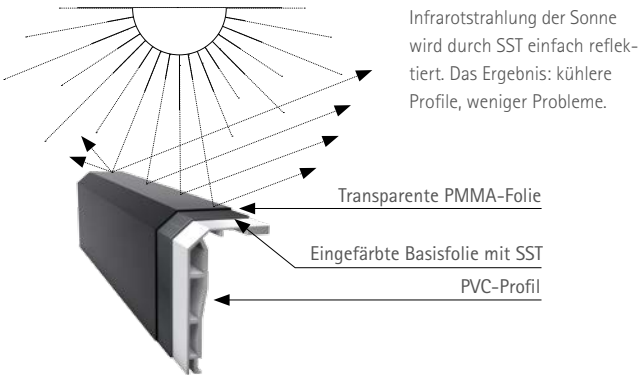 Infrarotstrahlung der Sonne
wird durch SST einfach reflek-
tiert. Das Ergebnis: kühlere
Profile, weniger Probleme.
Transparente PMMA-Folie
Eingefärbte Basisfolie mit SST
PVC-Profil